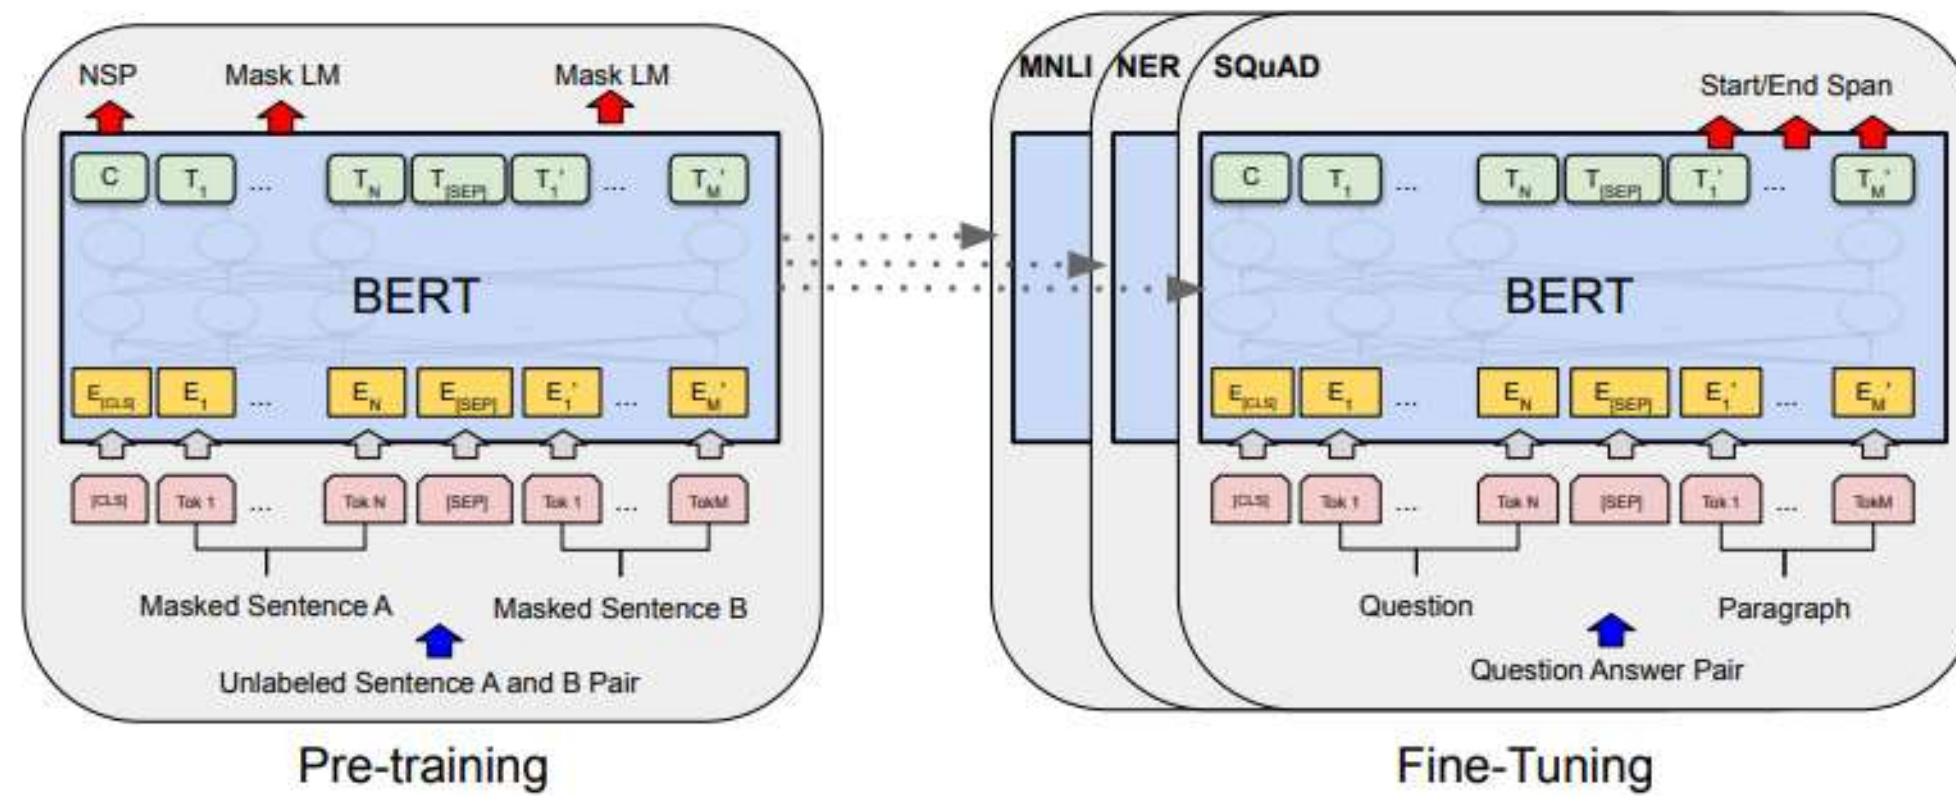 NSP Mask LM Mask LM
C T1 ... TN T[SEP] T1' ... TM'
BERT
E[CLS] E1 ... EN E[SEP] E1' ... EM'
[CLS] Tok 1 ... Tok N [SEP] Tok 1 ... TokM
Masked Sentence A Masked Sentence B
Unlabeled Sentence A and B Pair
Pre-training
MNLI NER SQuAD
Start/End Span
C T1 ... TN T[SEP] T1' ... TM'
BERT
E[CLS] E1 ... EN E[SEP] E1' ... EM'
[CLS] Tok 1 ... Tok N [SEP] Tok 1 ... TokM
Question Paragraph
Question Answer Pair
Fine-Tuning